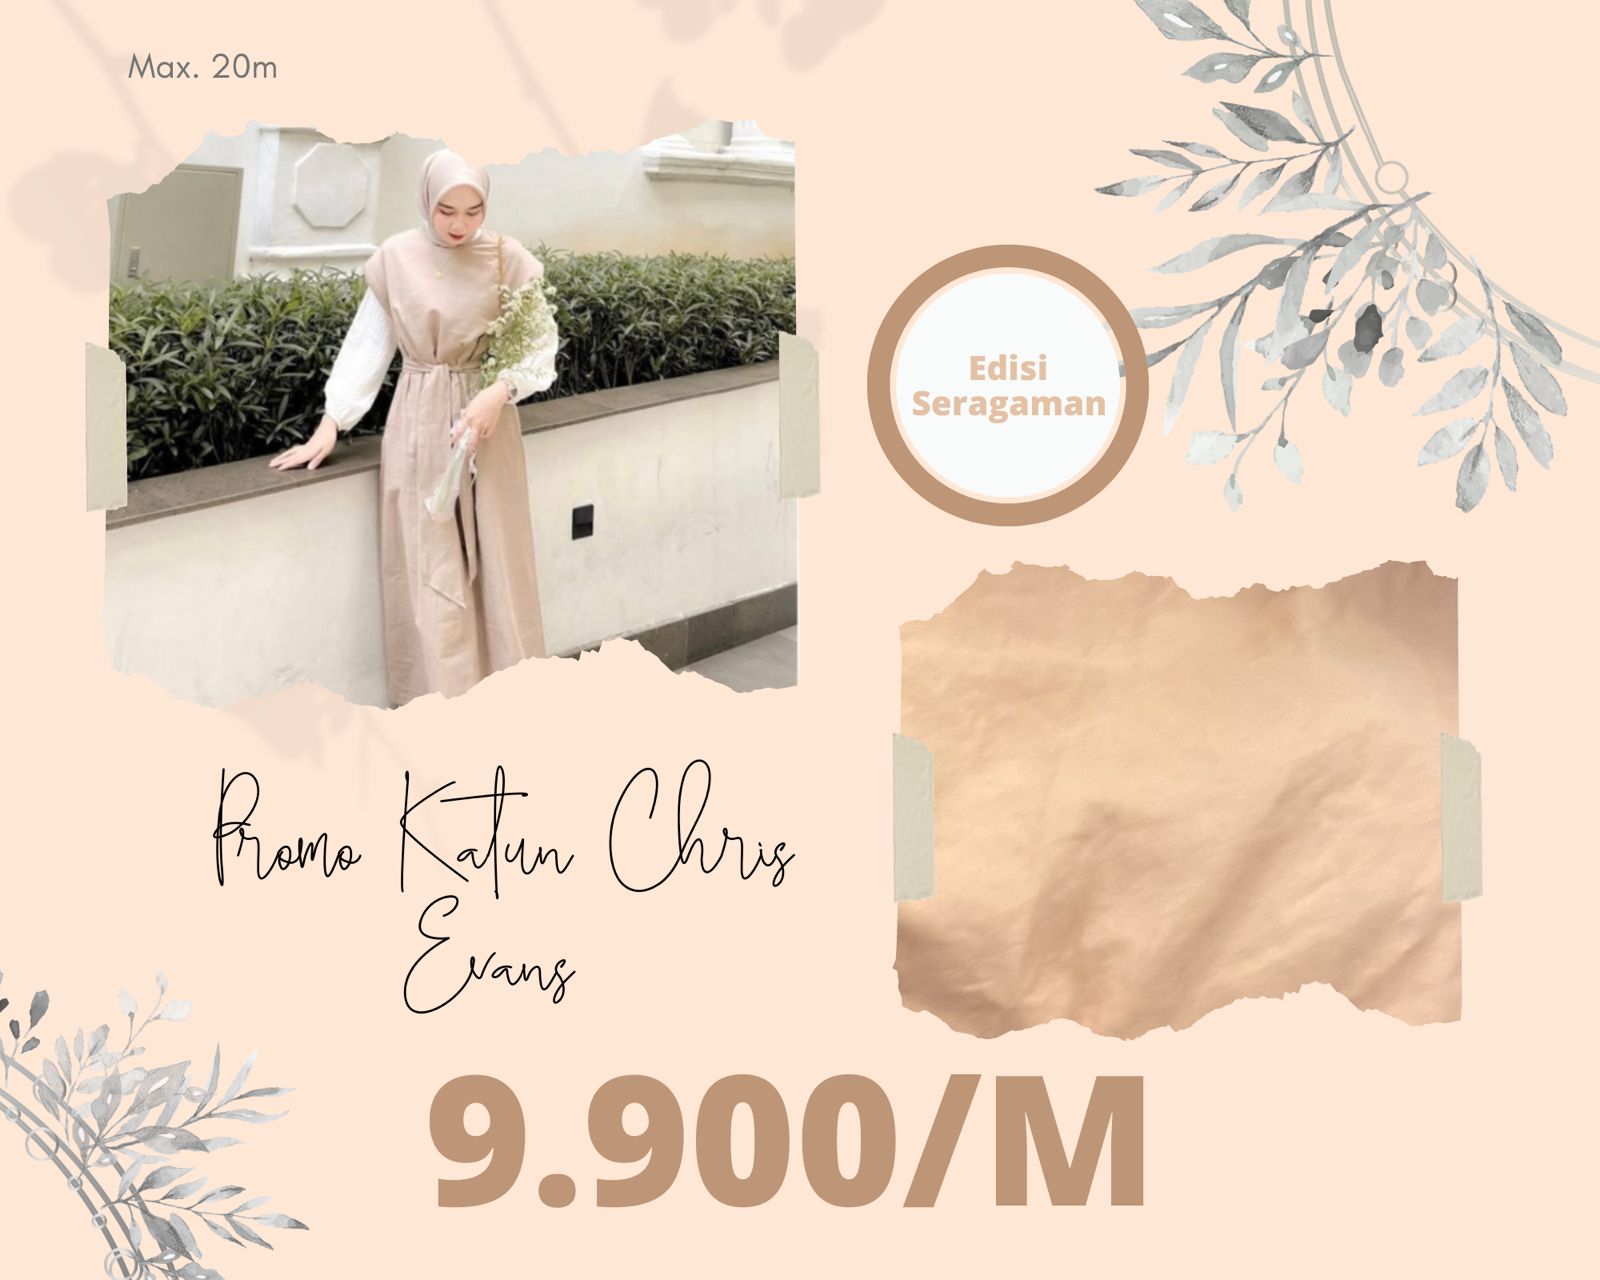 Max. 20m
Edisi
Seragaman
Promo Katun Chris
Evans
9.900/M